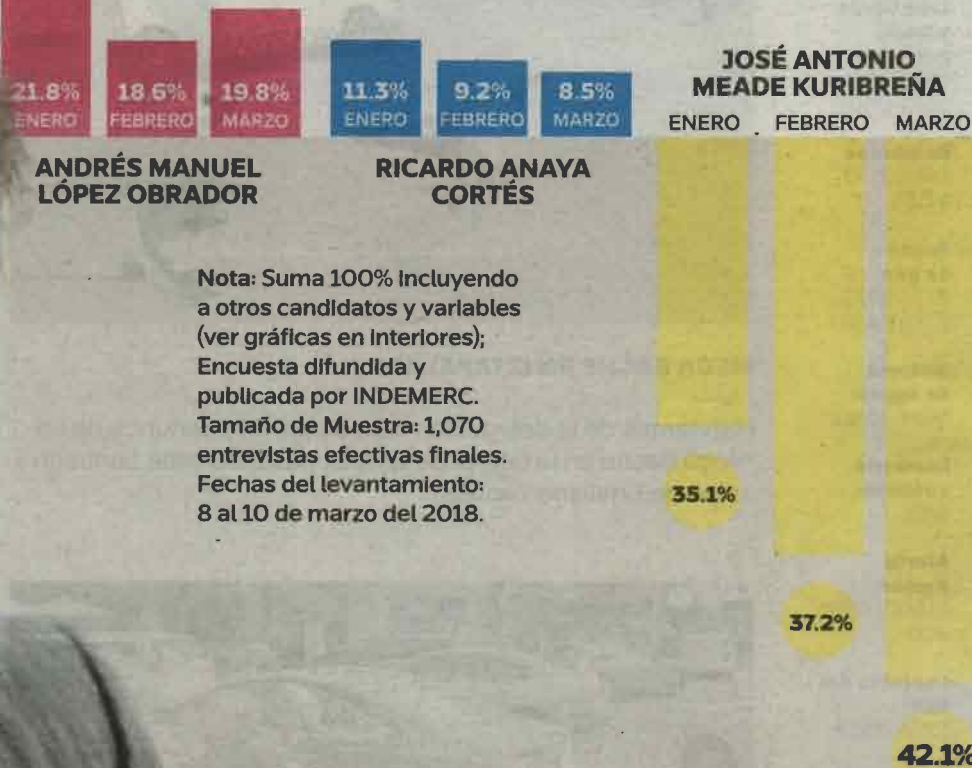 21.8%
ENERO
18.6%
FEBRERO
19.8%
MARZO
ANDRÉS MANUEL
LÓPEZ OBRADOR
11.3%
ENERO
9.2%
FEBRERO
8.5%
MARZO
RICARDO ANAYA
CORTÉS
JOSÉ ANTONIO
MEADE KURIBREÑA
ENERO FEBRERO MARZO
35.1%
37.2%
42.1%
Nota: Suma 100% incluyendo
a otros candidatos y variables
(ver gráficas en interiores);
Encuesta difundida y
publicada por INDEMERC.
Tamaño de Muestra: 1,070
entrevistas efectivas finales.
Fechas del levantamiento:
8 al 10 de marzo del 2018.